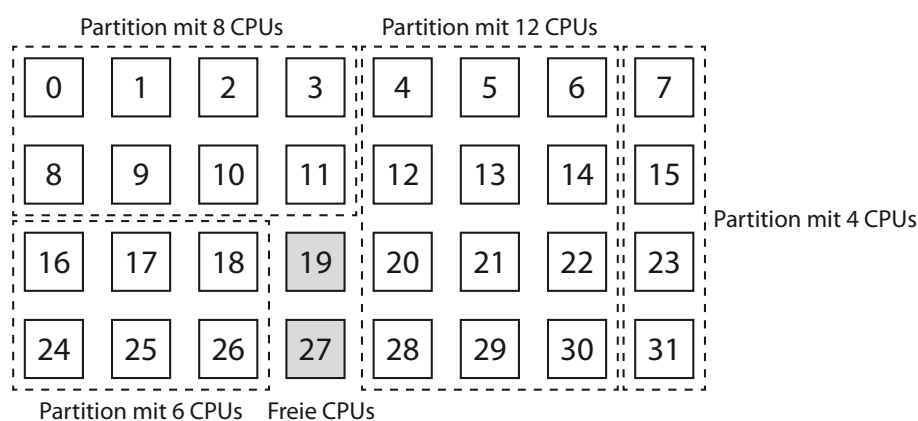 Partition mit 8 CPUs Partition mit 12 CPUs
0 1 2 3 4 5 6 7
8 9 10 11 12 13 14 15
Partition mit 4 CPUs
16 17 18 19 20 21 22 23
24 25 26 27 28 29 30 31
Partition mit 6 CPUs Freie CPUs